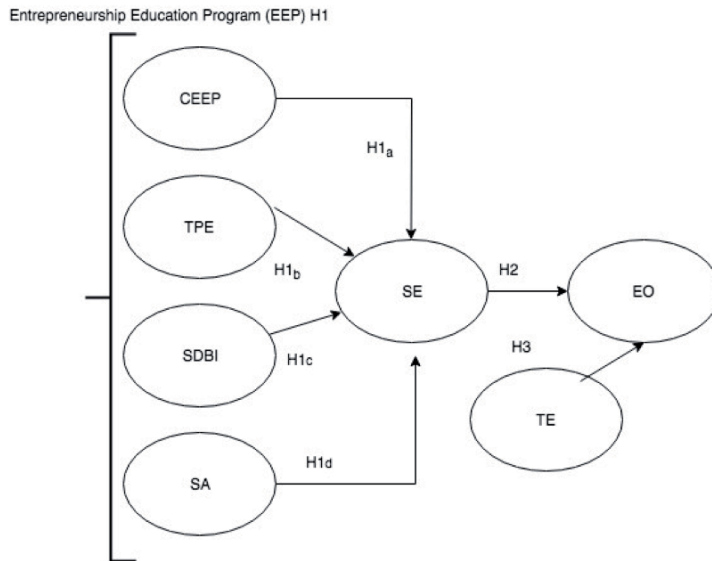 Entrepreneurship Education Program (EEP) H1
CEEP
H1a
TPE
H1b
SE
H2
EO
SDBI
H1c
H3
TE
SA
H1d